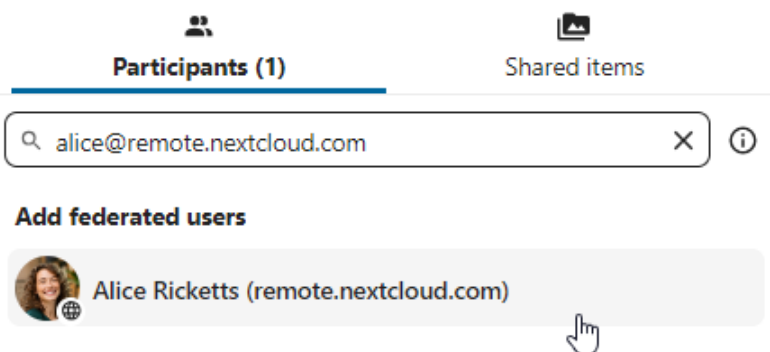 Participants (1)
Shared items
alice@remote.nextcloud.com
Add federated users
Alice Ricketts (remote.nextcloud.com)